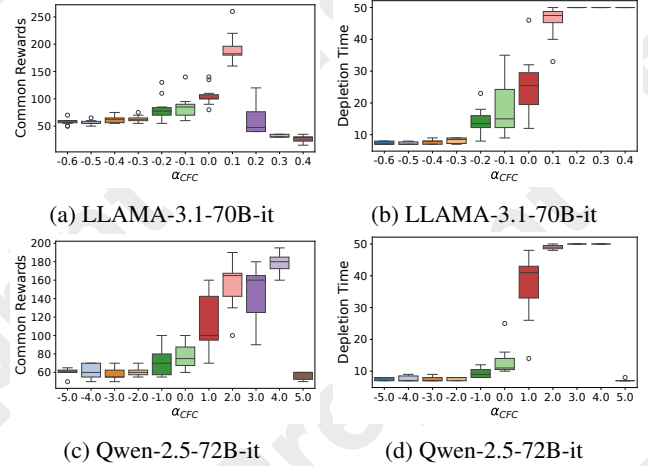 Common Rewards
250
200
150
100
50
-0.6 -0.5 -0.4 -0.3 -0.2 -0.1 0.0 0.1 0.2 0.3 0.4
αCFC
(a) LLAMA-3.1-70B-it
Depletion Time
50
40
30
20
10
-0.6 -0.5 -0.4 -0.3 -0.2 -0.1 0.0 0.1 0.2 0.3 0.4
αCFC
(b) LLAMA-3.1-70B-it
Common Rewards
200
180
160
140
120
100
80
60
-5.0 -4.0 -3.0 -2.0 -1.0 0.0 1.0 2.0 3.0 4.0 5.0
αCFC
(c) Qwen-2.5-72B-it
Depletion Time
50
40
30
20
10
-5.0 -4.0 -3.0 -2.0 -1.0 0.0 1.0 2.0 3.0 4.0 5.0
αCFC
(d) Qwen-2.5-72B-it